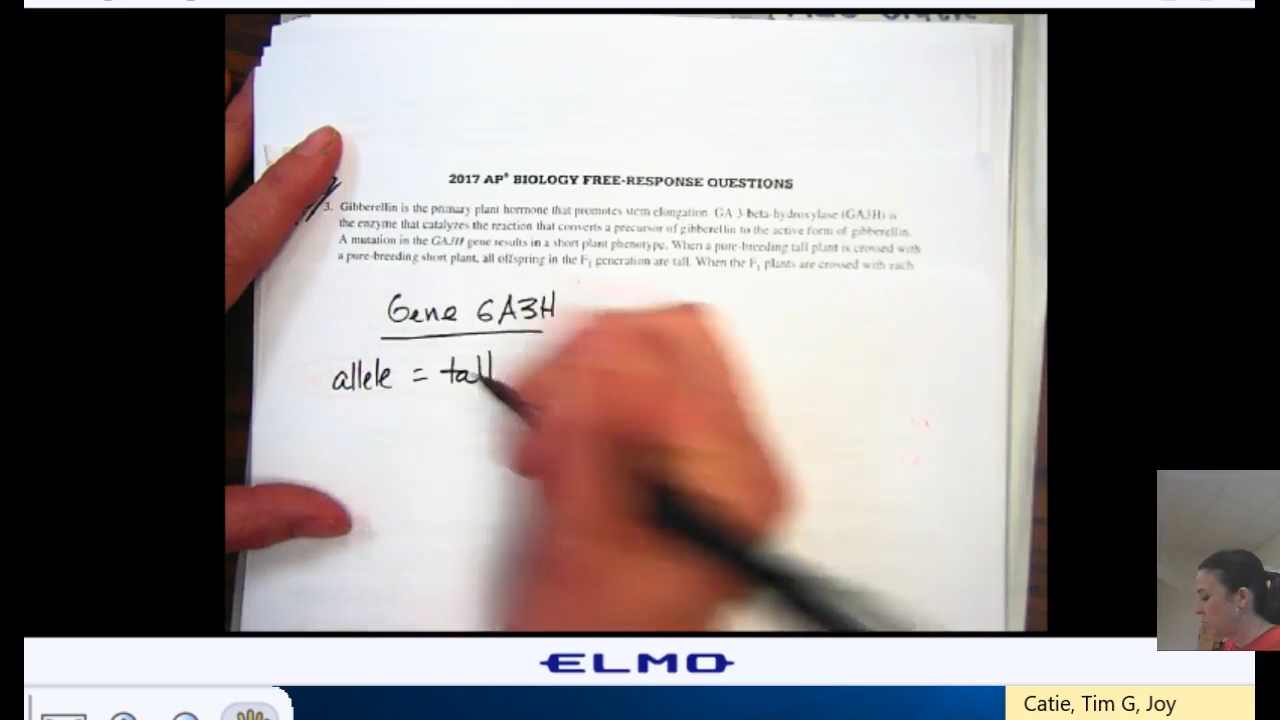 2017 AP® BIOLOGY FREE-RESPONSE QUESTIONS
3. Gibberellin is the primary plant hormone that promotes stem elongation. GA 3-beta-hydroxylase (GA3H) is
the enzyme that catalyzes the reaction that converts a precursor of gibberellin to the active form of gibberellin.
A mutation in the GA3H gene results in a short plant phenotype. When a pure-breeding tall plant is crossed with
a pure-breeding short plant, all offspring in the F1 generation are tall. When the F1 plants are crossed with each
Gene GA3H
allele = tall
ELMO
Catie, Tim G, Joy